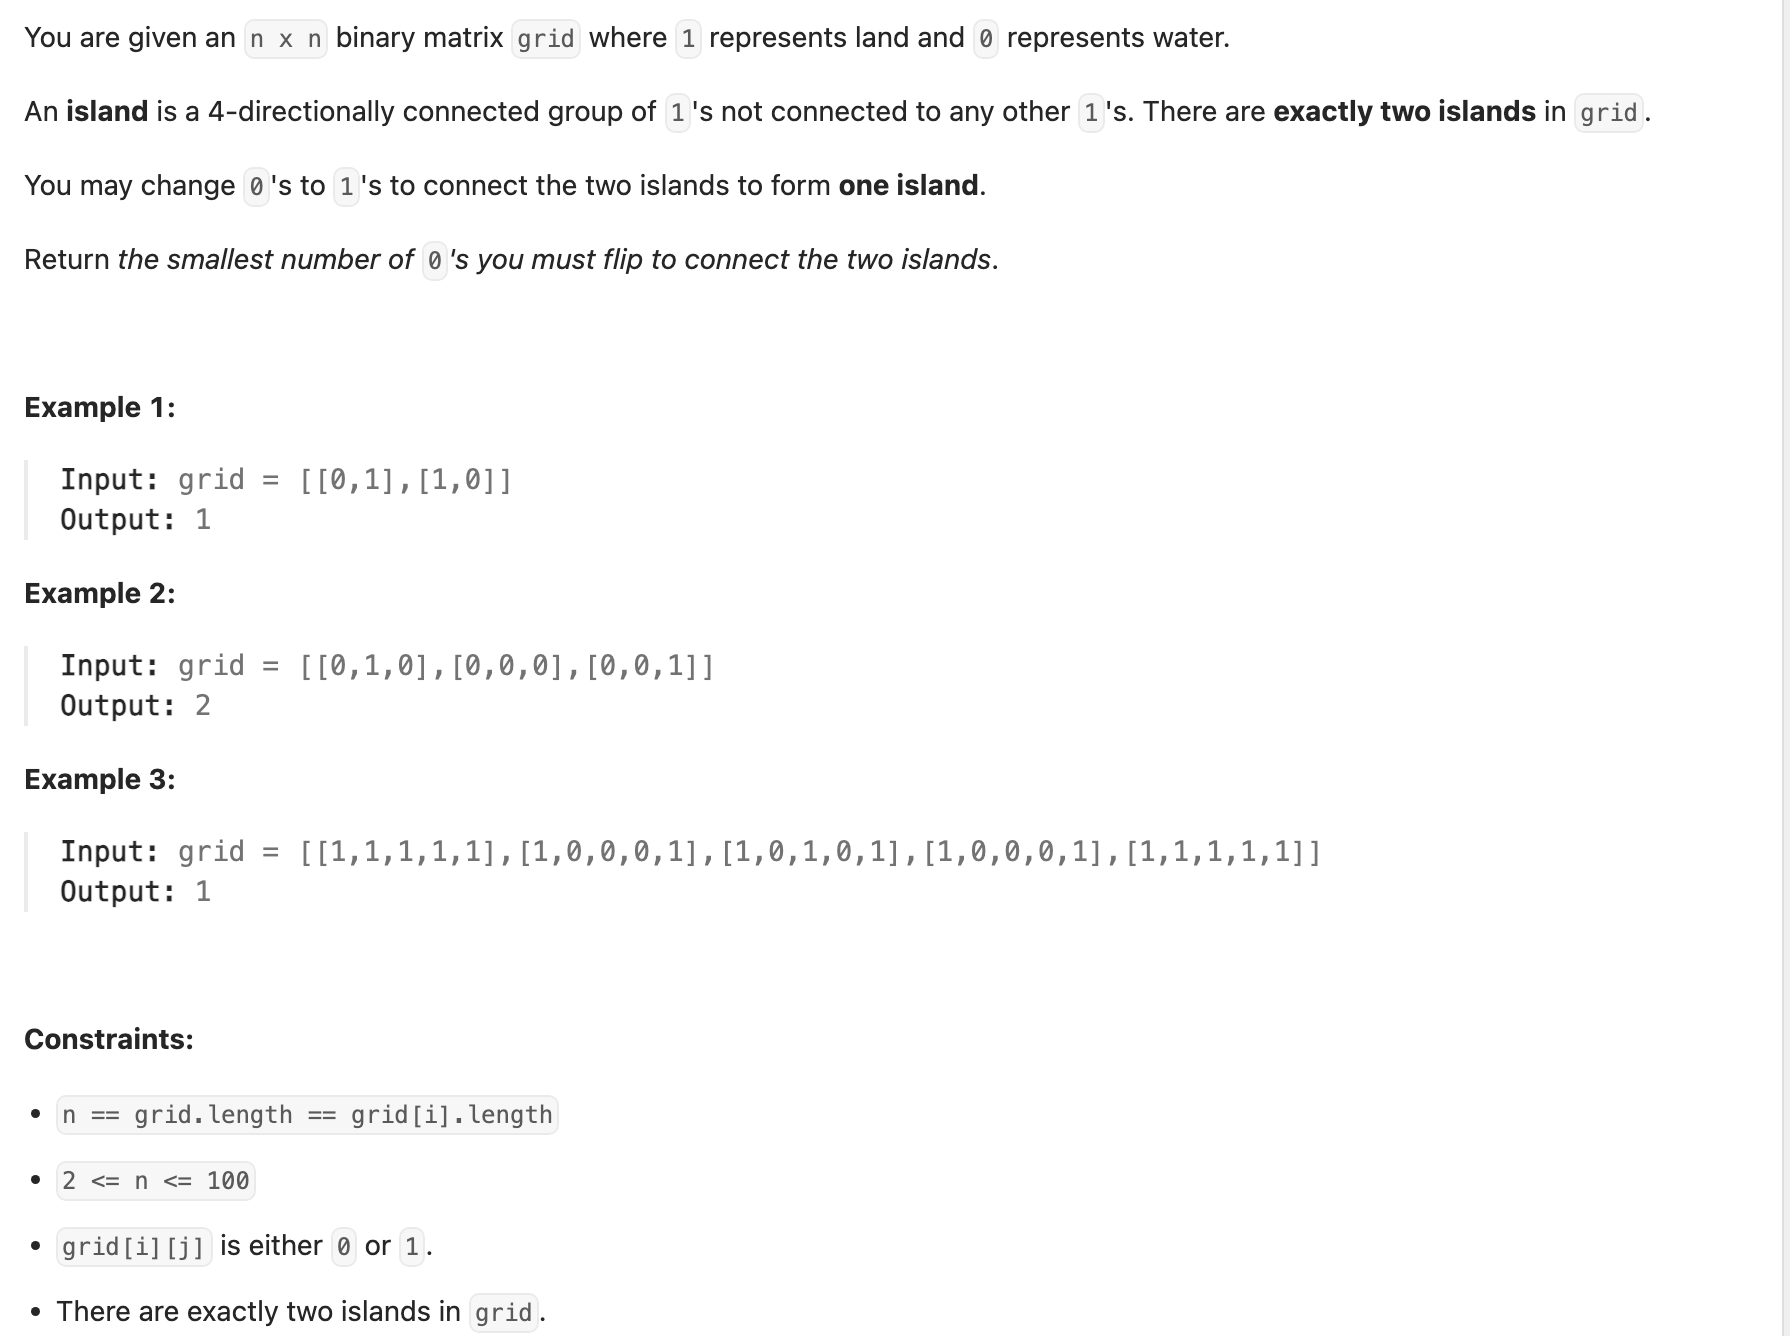 You are given an n x n binary matrix grid where 1 represents land and 0 represents water.
An island is a 4-directionally connected group of 1's not connected to any other 1's. There are exactly two islands in grid.
You may change 0's to 1's to connect the two islands to form one island.
Return the smallest number of 0's you must flip to connect the two islands.
Example 1:
Input: grid = [[0,1],[1,0]]
Output: 1
Example 2:
Input: grid = [[0,1,0],[0,0,0],[0,0,1]]
Output: 2
Example 3:
Input: grid = [[1,1,1,1,1],[1,0,0,0,1],[1,0,1,0,1],[1,0,0,0,1],[1,1,1,1,1]]
Output: 1
Constraints:
• n == grid.length == grid[i].length
• 2 <= n <= 100
• grid[i][j] is either 0 or 1.
• There are exactly two islands in grid.